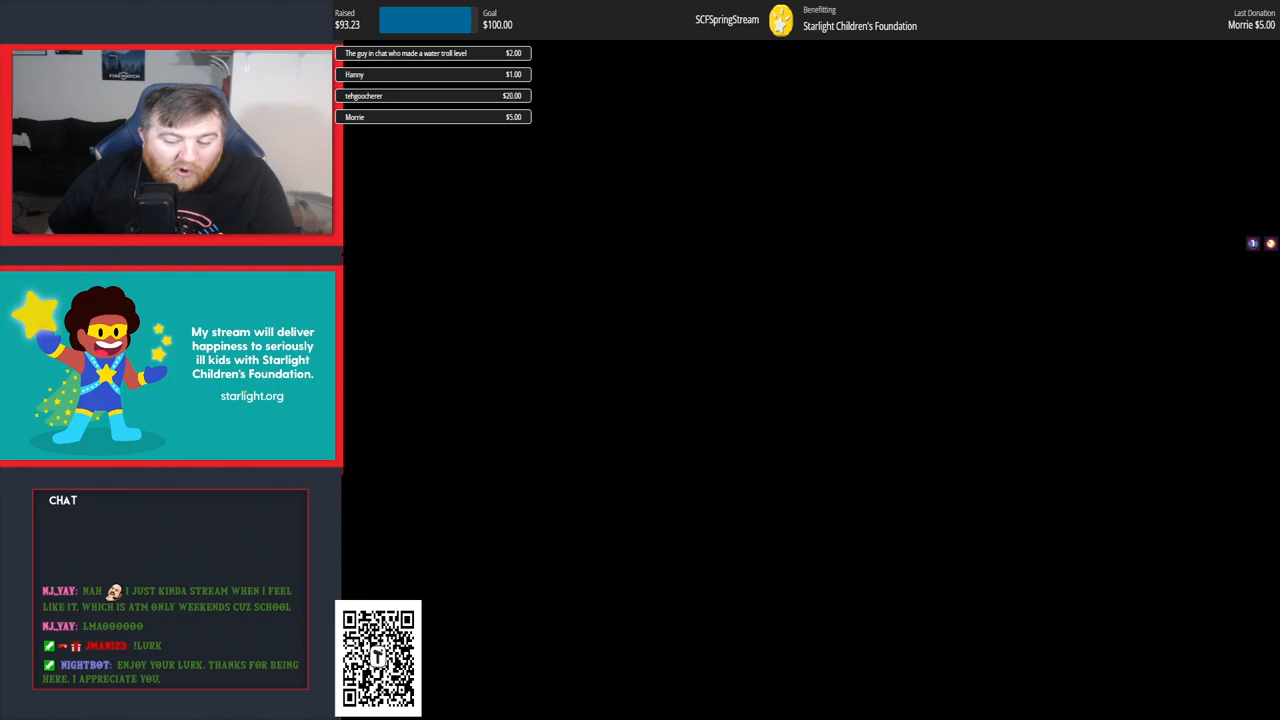 Raised
$93.23
Goal
$100.00
SCFSpringStream
Benefitting
Starlight Children's Foundation
Last Donation
Morrie $5.00
The guy in chat who made a water troll level $2.00
Hanny $1.00
tehgoocherer $20.00
Morrie $5.00
FIREWATCH
My stream will deliver
happiness to seriously
ill kids with Starlight
Children's Foundation.
starlight.org
CHAT
NJ_YAY: NAH I JUST KINDA STREAM WHEN I FEEL
LIKE IT, WHICH IS ATM ONLY WEEKENDS CUZ SCHOOL
NJ_YAY: LMAOOOOOO
JMAN123: !LURK
NIGHTBOT: ENJOY YOUR LURK. THANKS FOR BEING
HERE, I APPRECIATE YOU.